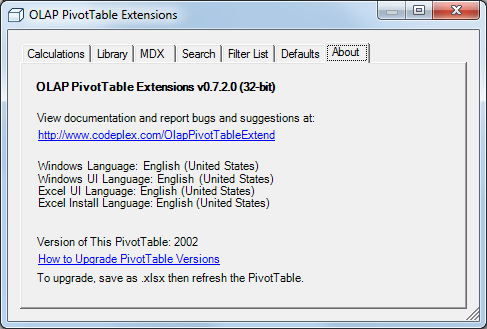 OLAP PivotTable Extensions
Calculations Library MDX Search Filter List Defaults About
OLAP PivotTable Extensions v0.7.2.0 (32-bit)
View documentation and report bugs and suggestions at:
http://www.codeplex.com/OlapPivotTableExtend
Windows Language: English (United States)
Windows UI Language: English (United States)
Excel UI Language: English (United States)
Excel Install Language: English (United States)
Version of This PivotTable: 2002
How to Upgrade PivotTable Versions
To upgrade, save as .xlsx then refresh the PivotTable.